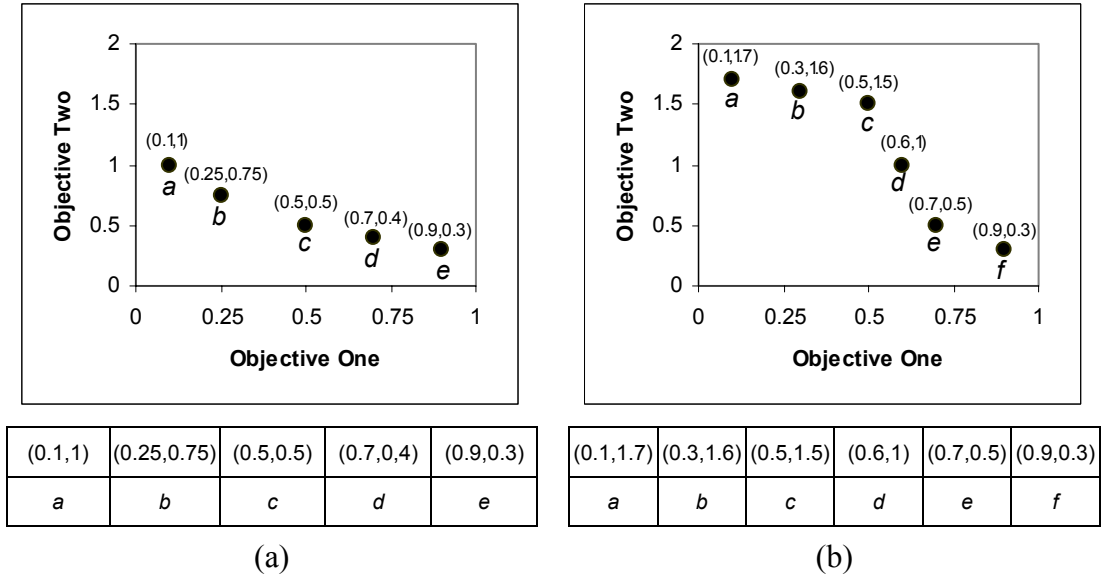 2
1.5
1
0.5
0
Objective Two
(0.1,1)
(0.25,0.75)
(0.5,0.5)
(0.7,0.4)
(0.9,0.3)
a
b
c
d
e
0 0.25 0.5 0.75 1
Objective One
(0.1,1) (0.25,0.75) (0.5,0.5) (0.7,0,4) (0.9,0.3)
a b c d e
(a)
2
1.5
1
0.5
0
Objective Two
(0.1,1.7)
(0.3,1.6)
(0.5,1.5)
(0.6,1)
(0.7,0.5)
(0.9,0.3)
a
b
c
d
e
f
0 0.25 0.5 0.75 1
Objective One
(0.1,1.7) (0.3,1.6) (0.5,1.5) (0.6,1) (0.7,0.5) (0.9,0.3)
a b c d e f
(b)